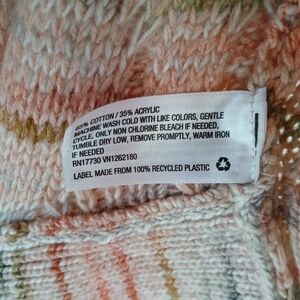 65% COTTON / 35% ACRYLIC
MACHINE WASH COLD WITH LIKE COLORS, GENTLE
CYCLE, ONLY NON CHLORINE BLEACH IF NEEDED,
TUMBLE DRY LOW, REMOVE PROMPTLY, WARM IRON
IF NEEDED
RN17730 VN1262180
LABEL MADE FROM 100% RECYCLED PLASTIC